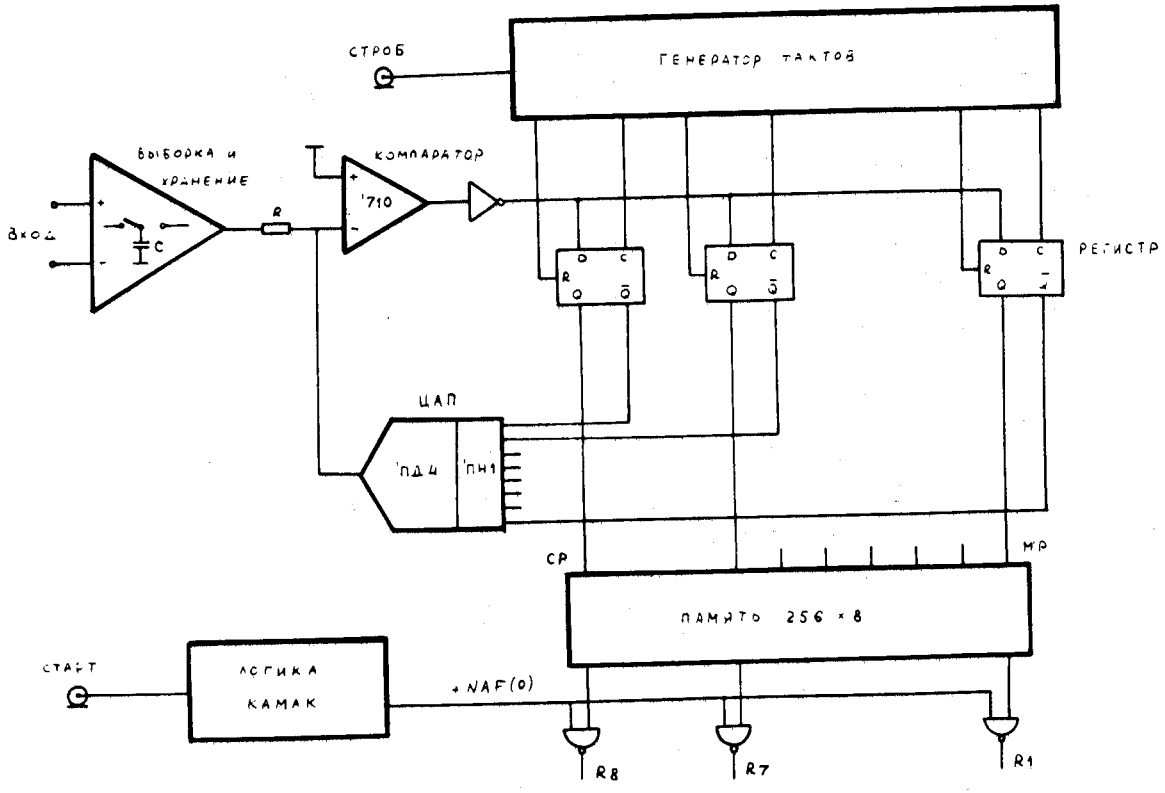 СТРОБ
ГЕНЕРАТОР ТАКТОВ
ВЫБОРКА И
ХРАНЕНИЕ
КОМПАРАТОР
+
'710
-
R
ВХОД
+
-
C
D C
R
Q Q̅
D C
R
Q Q̅
D C
R
Q
РЕГИСТР
ЦАП
'ПД4
'ПН1
СР
МР
ПАМЯТЬ 256 × 8
СТАРТ
ЛОГИКА
КАМАК
+NAF(0)
R8
R7
R1